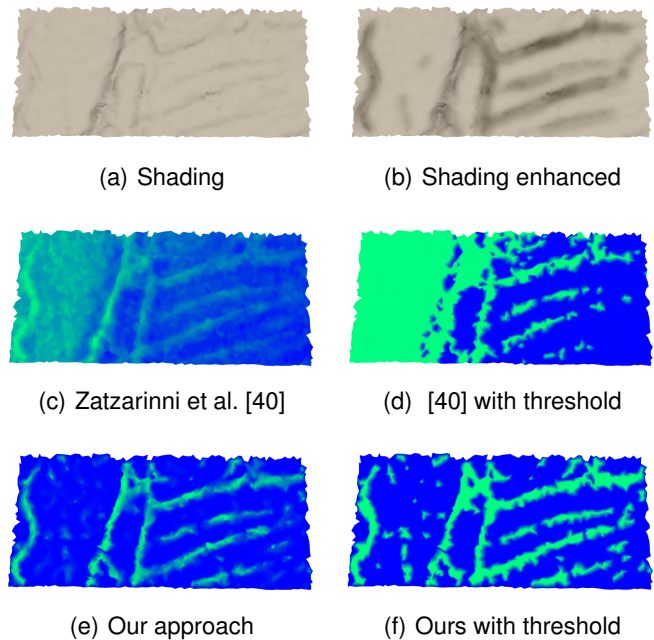 (a) Shading
(b) Shading enhanced
(c) Zatzarinni et al. [40]
(d) [40] with threshold
(e) Our approach
(f) Ours with threshold